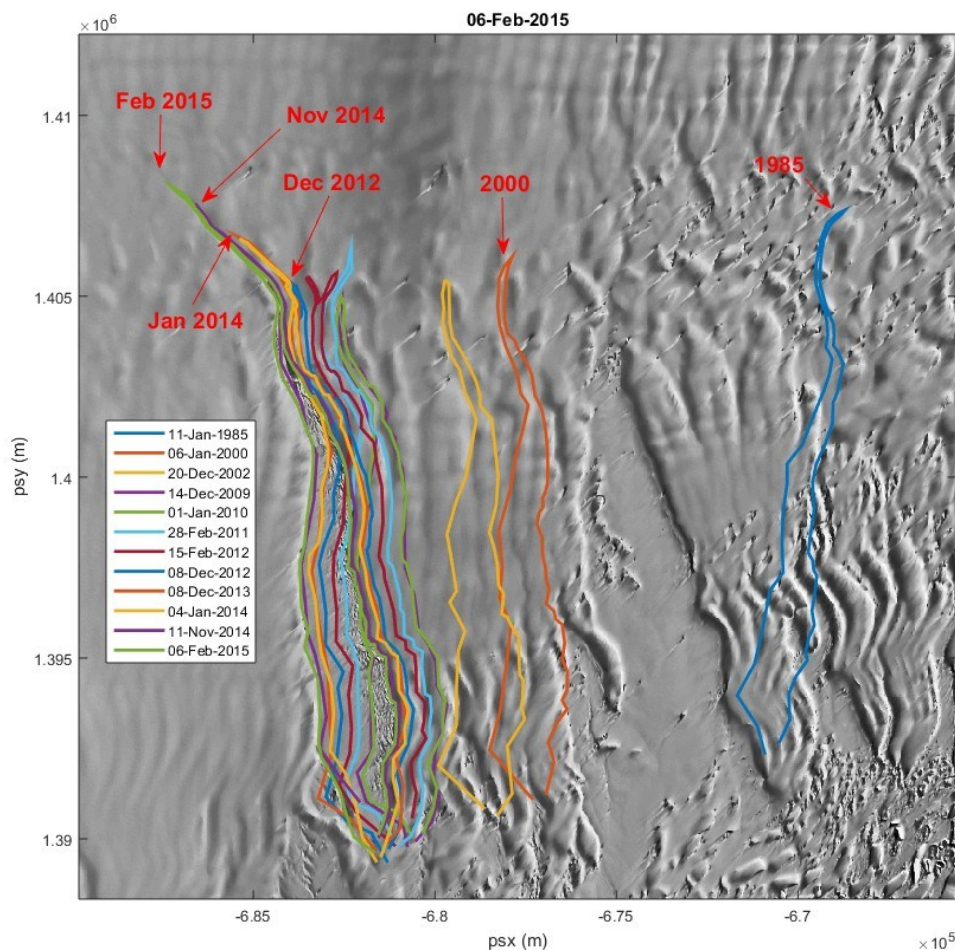 06-Feb-2015
×10⁶
Feb 2015
Nov 2014
Dec 2012
2000
1985
Jan 2014
1.41
1.405
1.4
1.395
1.39
psy (m)
11-Jan-1985
06-Jan-2000
20-Dec-2002
14-Dec-2009
01-Jan-2010
28-Feb-2011
15-Feb-2012
08-Dec-2012
08-Dec-2013
04-Jan-2014
11-Nov-2014
06-Feb-2015
-6.85
-6.8
-6.75
-6.7
psx (m)
×10⁵